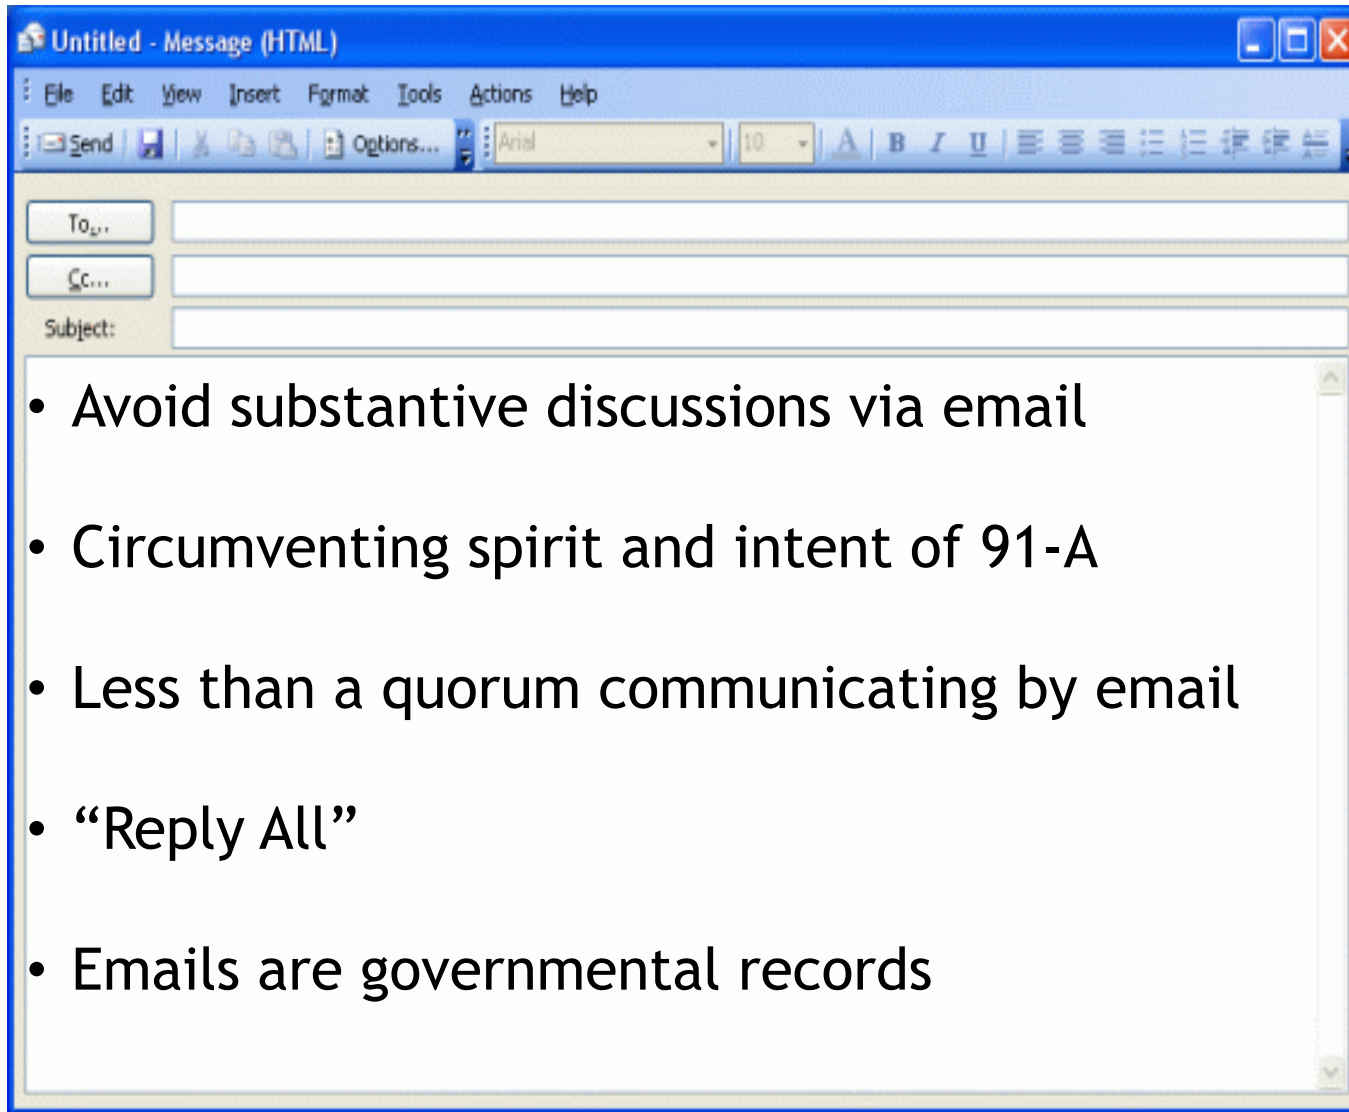 Untitled - Message (HTML)
File Edit View Insert Format Tools Actions Help
Send Options... Arial 10 A B I U
To...
Cc...
Subject:
• Avoid substantive discussions via email
• Circumventing spirit and intent of 91-A
• Less than a quorum communicating by email
• “Reply All”
• Emails are governmental records